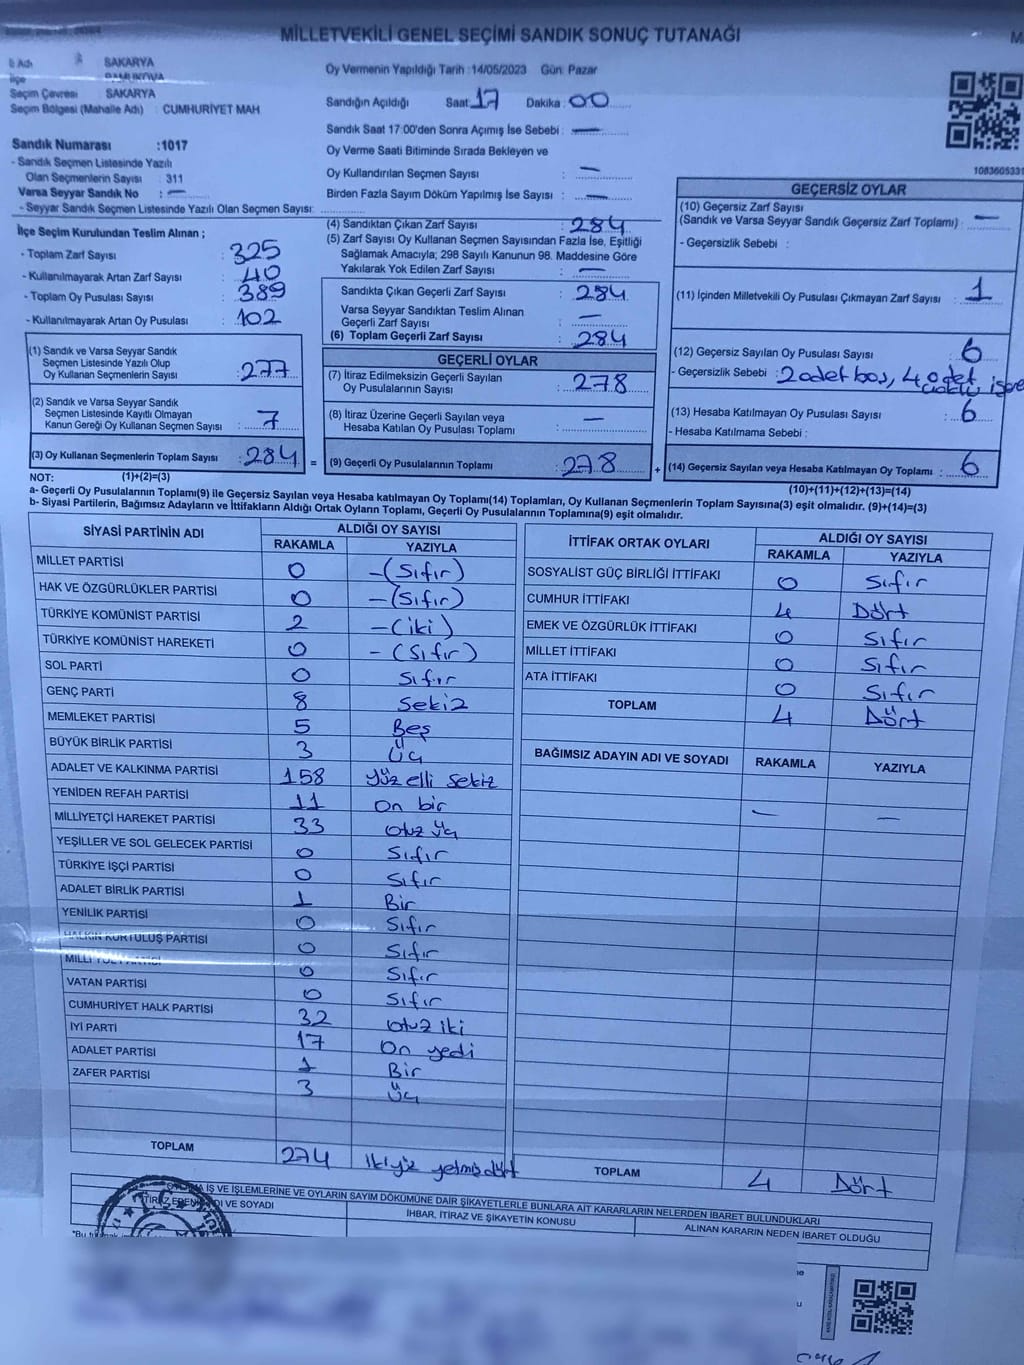 MİLLETVEKİLİ GENEL SEÇİMİ SANDIK SONUÇ TUTANAĞI
İl Adı : SAKARYA
İlçe : PAMUKOVA
Seçim Çevresi : SAKARYA
Seçim Bölgesi (Mahalle Adı) : CUMHURİYET MAH
Sandık Numarası :1017
- Sandık Seçmen Listesinde Yazılı
Olan Seçmenlerin Sayısı : 311
Varsa Seyyar Sandık No : —
- Seyyar Sandık Seçmen Listesinde Yazılı Olan Seçmen Sayısı:
İlçe Seçim Kurulundan Teslim Alınan ;
- Toplam Zarf Sayısı : 325
- Kullanılmayarak Artan Zarf Sayısı : 40
- Toplam Oy Pusulası Sayısı : 389
- Kullanılmayarak Artan Oy Pusulası : 102
(1) Sandık ve Varsa Seyyar Sandık
Seçmen Listesinde Yazılı Olup
Oy Kullanan Seçmenlerin Sayısı : 277
(2) Sandık ve Varsa Seyyar Sandık
Seçmen Listesinde Kayıtlı Olmayan
Kanun Gereği Oy Kullanan Seçmen Sayısı : 7
(3) Oy Kullanan Seçmenlerin Toplam Sayısı : 284
Oy Vermenin Yapıldığı Tarih :14/05/2023 Gün: Pazar
Sandığın Açıldığı Saat: 17 Dakika : 00
Sandık Saat 17:00'den Sonra Açımış İse Sebebi : —
Oy Verme Saati Bitiminde Sırada Bekleyen ve
Oy Kullandırılan Seçmen Sayısı : —
Birden Fazla Sayım Döküm Yapılmış İse Sayısı : —
(4) Sandıktan Çıkan Zarf Sayısı : 284
(5) Zarf Sayısı Oy Kullanan Seçmen Sayısından Fazla İse, Eşitliği
Sağlamak Amacıyla; 298 Sayılı Kanunun 98. Maddesine Göre
Yakılarak Yok Edilen Zarf Sayısı : —
Sandıkta Çıkan Geçerli Zarf Sayısı : 284
Varsa Seyyar Sandıktan Teslim Alınan
Geçerli Zarf Sayısı : —
(6) Toplam Geçerli Zarf Sayısı : 284
GEÇERLİ OYLAR
(7) İtiraz Edilmeksizin Geçerli Sayılan
Oy Pusulalarının Sayısı : 278
(8) İtiraz Üzerine Geçerli Sayılan veya
Hesaba Katılan Oy Pusulası Toplamı : —
= (9) Geçerli Oy Pusulalarının Toplamı : 278
1083605331
GEÇERSİZ OYLAR
(10) Geçersiz Zarf Sayısı
(Sandık ve Varsa Seyyar Sandık Geçersiz Zarf Toplamı) : —
- Geçersizlik Sebebi :
(11) İçinden Milletvekili Oy Pusulası Çıkmayan Zarf Sayısı : 1
(12) Geçersiz Sayılan Oy Pusulası Sayısı : 6
- Geçersizlik Sebebi : 2 adet boş, 4 adet
(13) Hesaba Katılmayan Oy Pusulası Sayısı : 6
- Hesaba Katılmama Sebebi :
+ (14) Geçersiz Sayılan veya Hesaba Katılmayan Oy Toplamı : 6
NOT: (1)+(2)=(3) (10)+(11)+(12)+(13)=(14)
a- Geçerli Oy Pusulalarının Toplamı(9) ile Geçersiz Sayılan veya Hesaba katılmayan Oy Toplamı(14) Toplamları, Oy Kullanan Seçmenlerin Toplam Sayısına(3) eşit olmalıdır. (9)+(14)=(3)
b- Siyasi Partilerin, Bağımsız Adayların ve İttifakların Aldığı Ortak Oyların Toplamı, Geçerli Oy Pusulalarının Toplamına(9) eşit olmalıdır.
SİYASİ PARTİNİN ADI ALDIĞI OY SAYISI
RAKAMLA YAZIYLA
MİLLET PARTİSİ 0 -(Sıfır)
HAK VE ÖZGÜRLÜKLER PARTİSİ 0 -(Sıfır)
TÜRKİYE KOMÜNİST PARTİSİ 2 -(iki)
TÜRKİYE KOMÜNİST HAREKETİ 0 -(Sıfır)
SOL PARTİ 0 Sıfır
GENÇ PARTİ 8 Sekiz
MEMLEKET PARTİSİ 5 Beş
BÜYÜK BİRLİK PARTİSİ 3 Üç
ADALET VE KALKINMA PARTİSİ 158 Yüz elli sekiz
YENİDEN REFAH PARTİSİ 11 On bir
MİLLİYETÇİ HAREKET PARTİSİ 33 Otuz üç
YEŞİLLER VE SOL GELECEK PARTİSİ 0 Sıfır
TÜRKİYE İŞÇİ PARTİSİ 0 Sıfır
ADALET BİRLİK PARTİSİ 1 Bir
YENİLİK PARTİSİ 0 Sıfır
HALKIN KURTULUŞ PARTİSİ 0 Sıfır
MİLLİ YOL PARTİSİ 0 Sıfır
VATAN PARTİSİ 0 Sıfır
CUMHURİYET HALK PARTİSİ 32 Otuz iki
İYİ PARTİ 17 On yedi
ADALET PARTİSİ 1 Bir
ZAFER PARTİSİ 3 Üç
TOPLAM 274 İkiyüz yetmiş dört
İTTİFAK ORTAK OYLARI ALDIĞI OY SAYISI
RAKAMLA YAZIYLA
SOSYALİST GÜÇ BİRLİĞİ İTTİFAKI 0 Sıfır
CUMHUR İTTİFAKI 4 Dört
EMEK VE ÖZGÜRLÜK İTTİFAKI 0 Sıfır
MİLLET İTTİFAKI 0 Sıfır
ATA İTTİFAKI 0 Sıfır
TOPLAM 4 Dört
BAĞIMSIZ ADAYIN ADI VE SOYADI RAKAMLA YAZIYLA
— —
TOPLAM 4 Dört
İŞ VE İŞLEMLERİNE VE OYLARIN SAYIM DÖKÜMÜNE DAİR ŞİKAYETLERLE BUNLARA AİT KARARLARIN NELERDEN İBARET BULUNDUKLARI
İTİRAZ EDENİN ADI VE SOYADI İHBAR, İTİRAZ VE ŞİKAYETİN KONUSU ALINAN KARARIN NEDEN İBARET OLDUĞU
T.C.